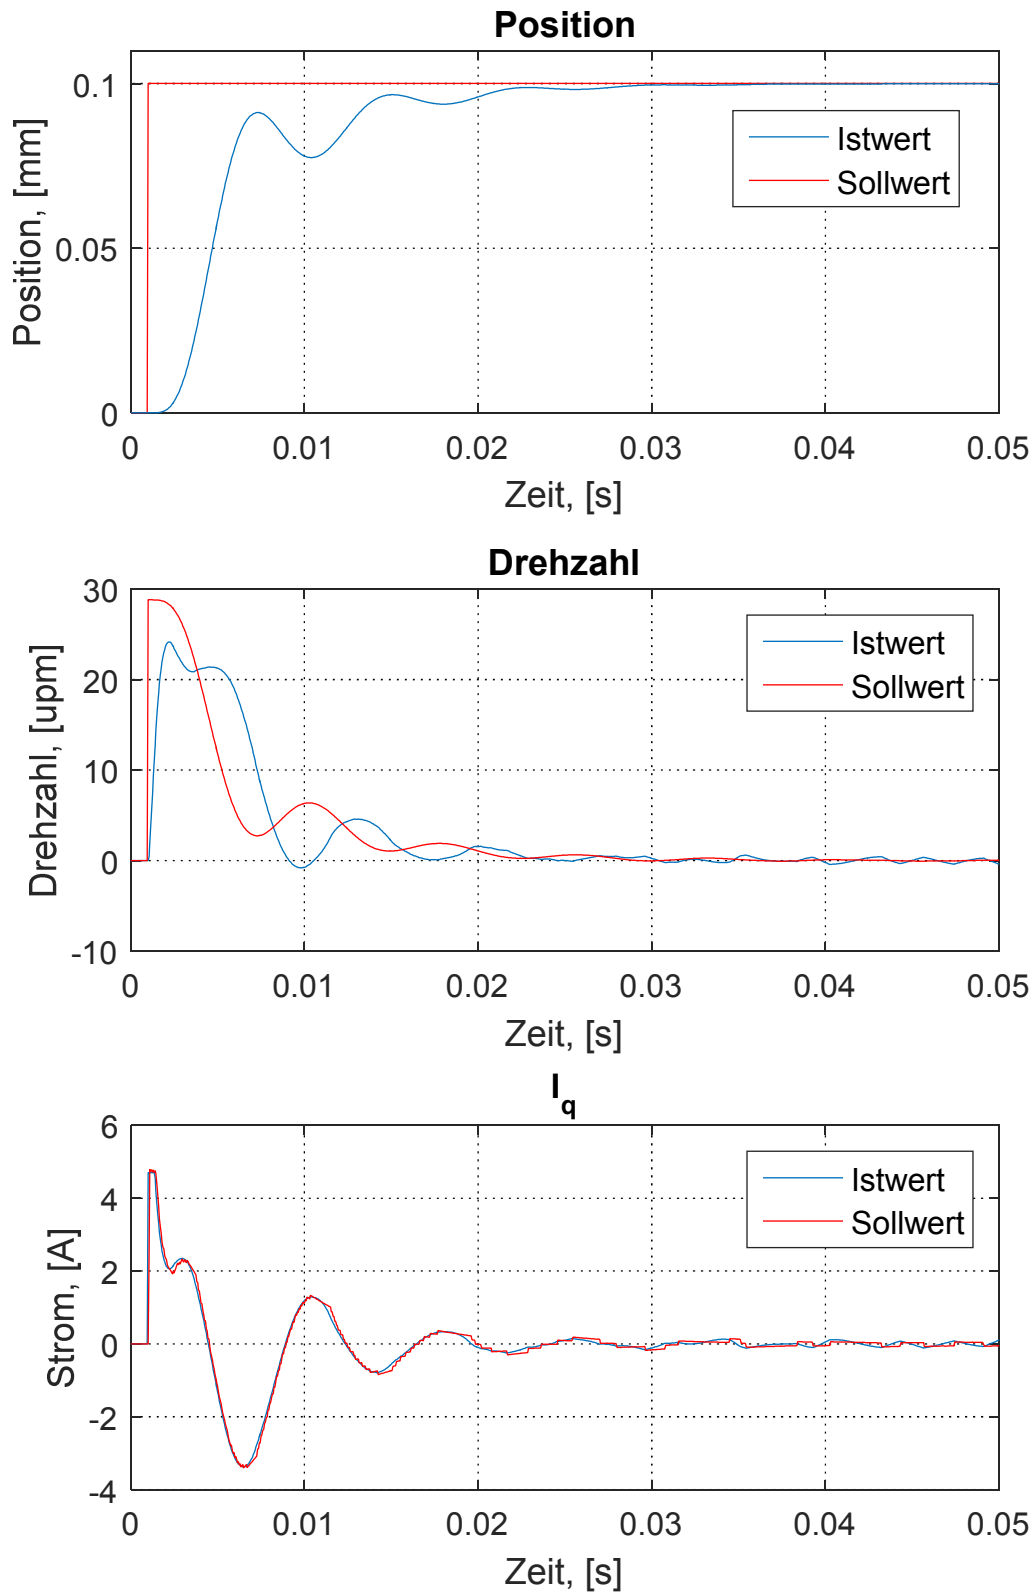 Position
0.1
0.05
0
Position, [mm]
Istwert
Sollwert
0 0.01 0.02 0.03 0.04 0.05
Zeit, [s]
Drehzahl
30
20
10
0
-10
Drehzahl, [upm]
Istwert
Sollwert
0 0.01 0.02 0.03 0.04 0.05
Zeit, [s]
Iq
6
4
2
0
-2
-4
Strom, [A]
Istwert
Sollwert
0 0.01 0.02 0.03 0.04 0.05
Zeit, [s]